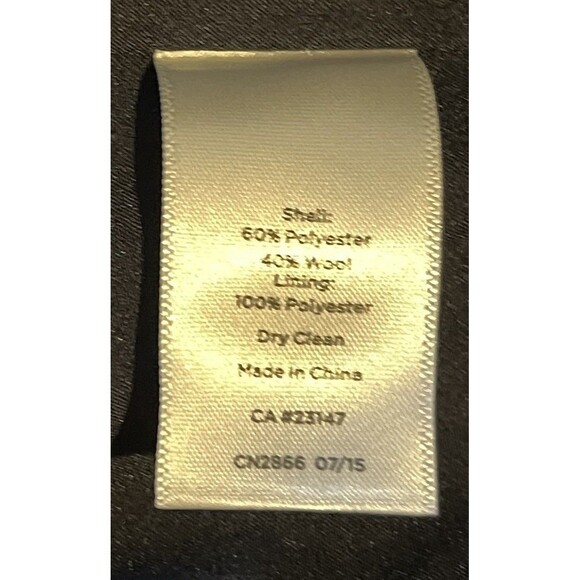 Shell:
60% Polyester
40% Wool
Lining:
100% Polyester
Dry Clean
Made in China
CA #23147
CN2866 07/15